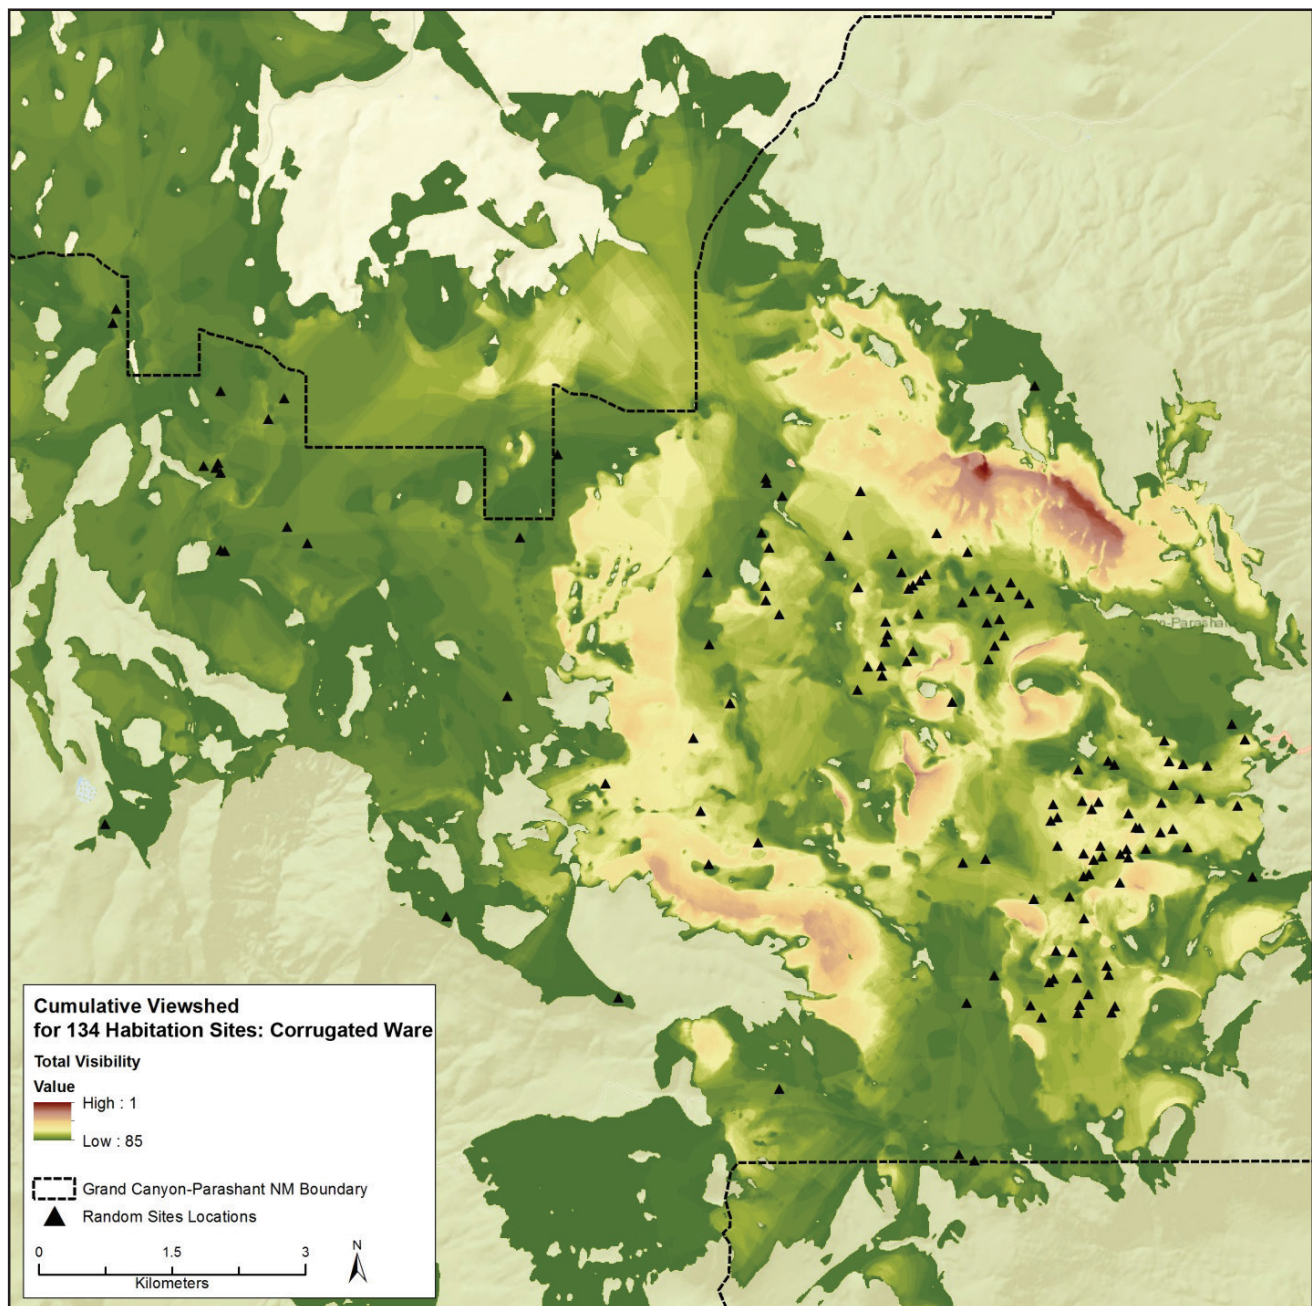 n-Parashan
Cumulative Viewshed
for 134 Habitation Sites: Corrugated Ware
Total Visibility
Value
High : 1
Low : 85
Grand Canyon-Parashant NM Boundary
Random Sites Locations
0 1.5 3
Kilometers
N